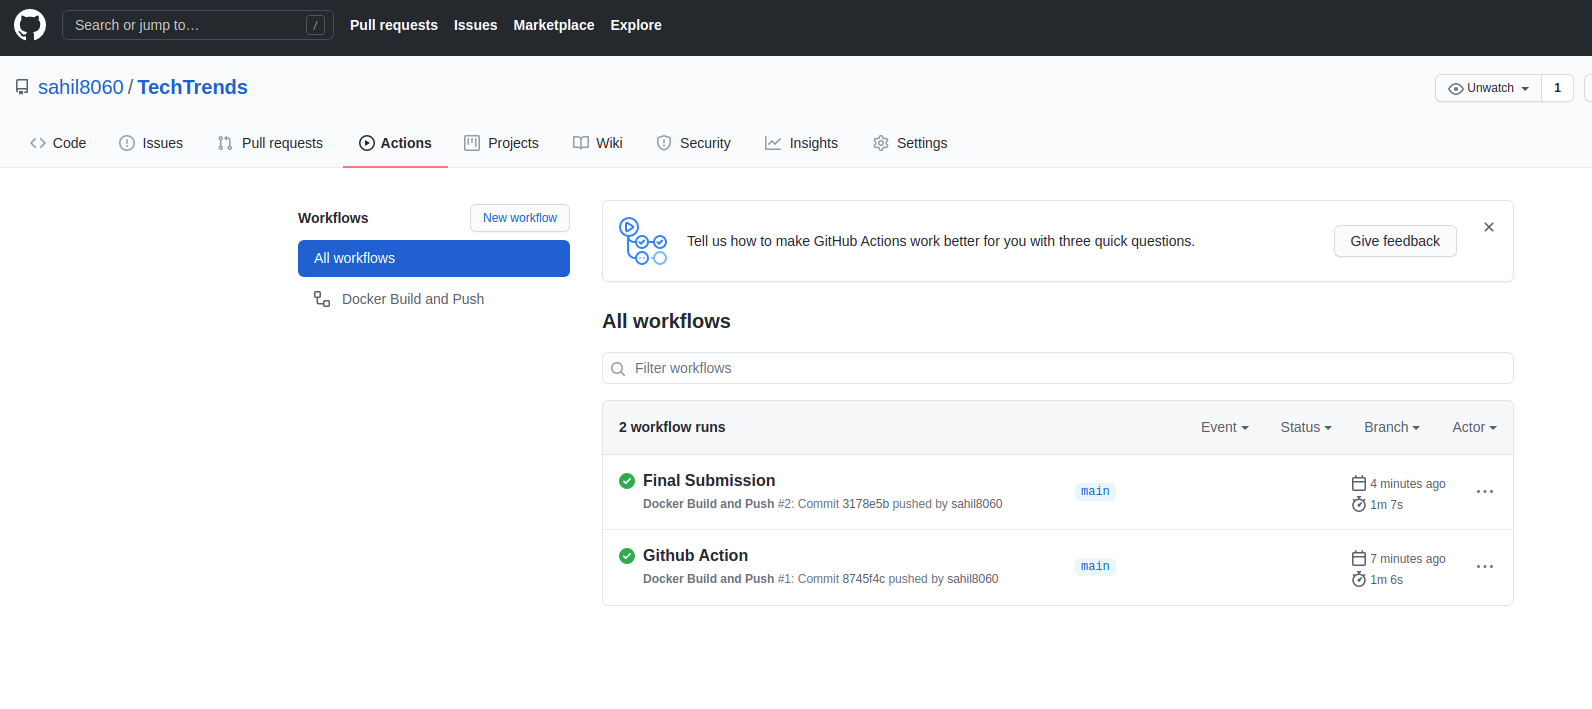 Search or jump to… /
Pull requests Issues Marketplace Explore
sahil8060 / TechTrends
Unwatch 1
Code Issues Pull requests Actions Projects Wiki Security Insights Settings
Workflows
New workflow
All workflows
Docker Build and Push
Tell us how to make GitHub Actions work better for you with three quick questions.
Give feedback
All workflows
Filter workflows
2 workflow runs
Event Status Branch Actor
Final Submission
Docker Build and Push #2: Commit 3178e5b pushed by sahil8060
main
4 minutes ago
1m 7s
Github Action
Docker Build and Push #1: Commit 8745f4c pushed by sahil8060
main
7 minutes ago
1m 6s